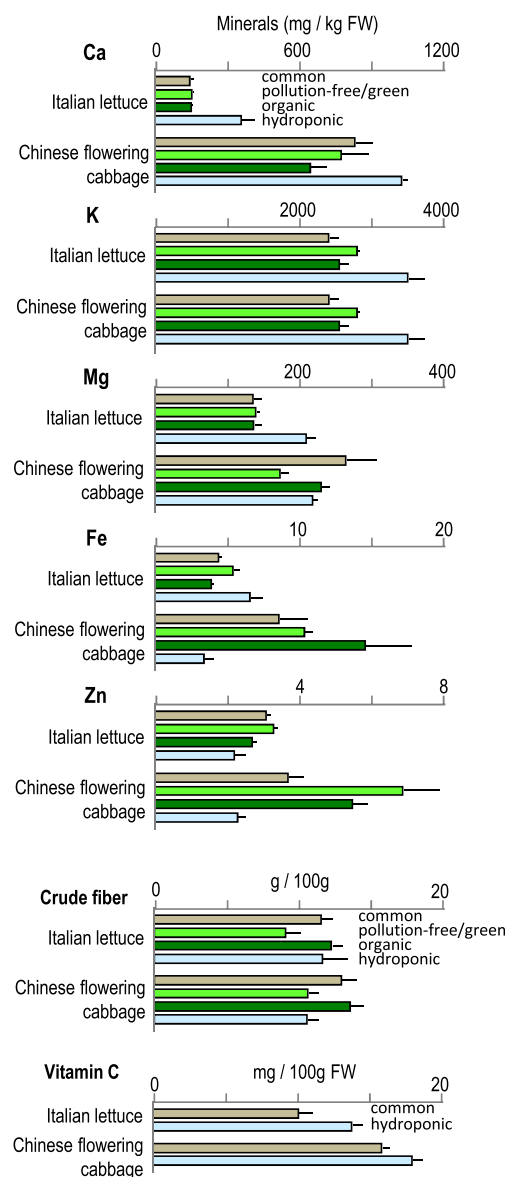 Minerals (mg / kg FW)
Ca
0 600 1200
common
pollution-free/green
Italian lettuce
organic
hydroponic
Chinese flowering
cabbage
K
2000 4000
Italian lettuce
Chinese flowering
cabbage
Mg
200 400
Italian lettuce
Chinese flowering
cabbage
Fe
10 20
Italian lettuce
Chinese flowering
cabbage
Zn
4 8
Italian lettuce
Chinese flowering
cabbage
Crude fiber
0 g / 100g 20
common
Italian lettuce
pollution-free/green
organic
hydroponic
Chinese flowering
cabbage
Vitamin C
0 mg / 100g FW 20
Italian lettuce
common
hydroponic
Chinese flowering
cabbage